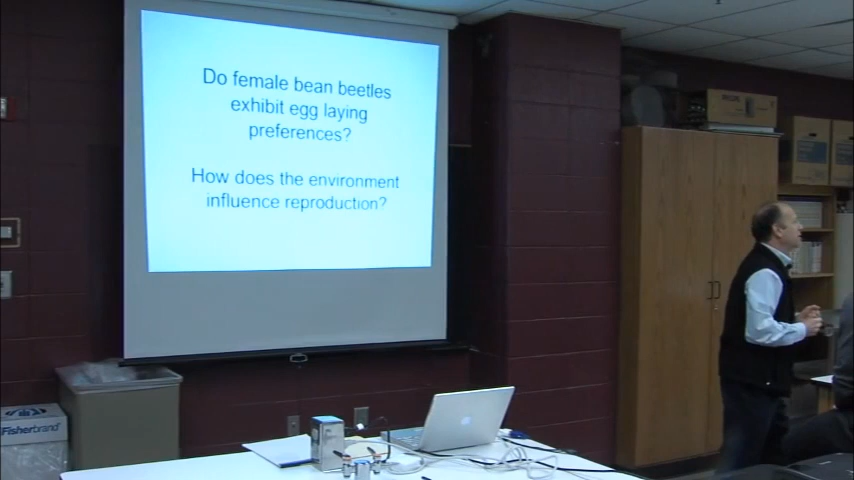 Do female bean beetles
exhibit egg laying
preferences?
How does the environment
influence reproduction?
Fisherbrand